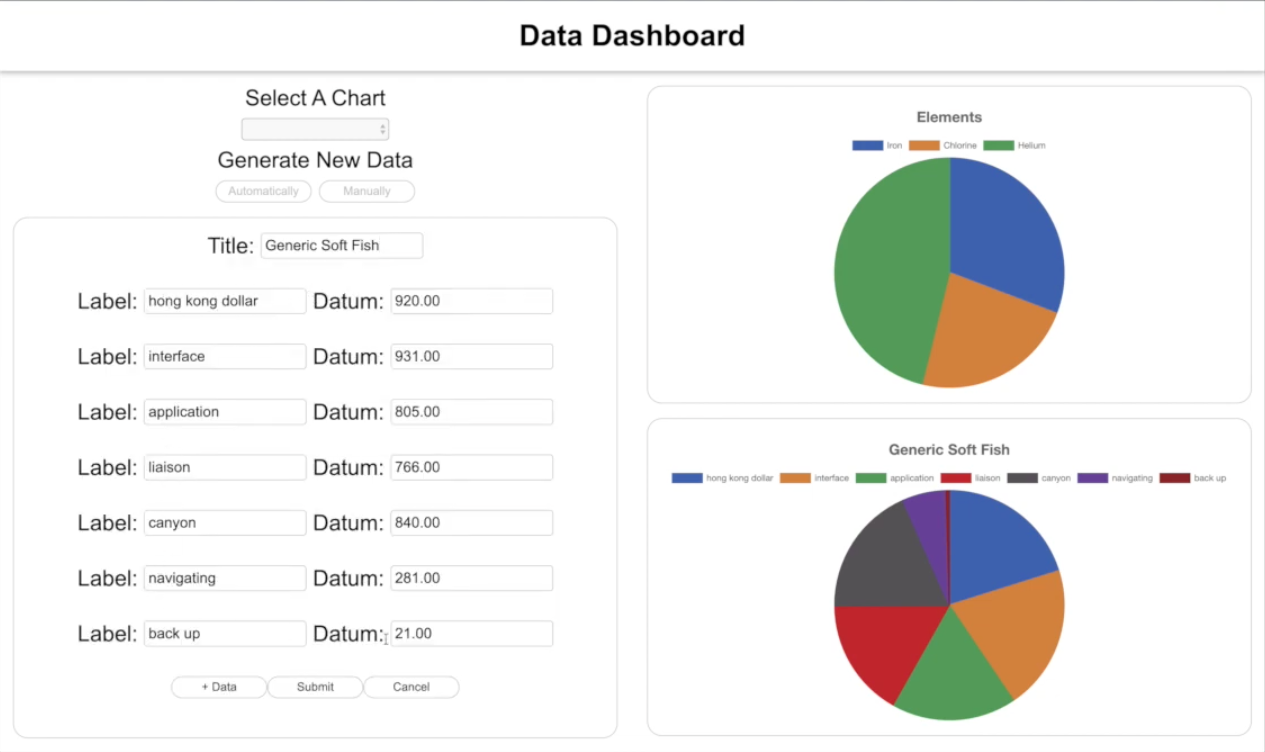 Data Dashboard
Select A Chart
Generate New Data
Automatically Manually
Title: Generic Soft Fish
Label: hong kong dollar Datum: 920.00
Label: interface Datum: 931.00
Label: application Datum: 805.00
Label: liaison Datum: 766.00
Label: canyon Datum: 840.00
Label: navigating Datum: 281.00
Label: back up Datum: 21.00
+ Data Submit Cancel
Elements
Iron Chlorine Helium
Generic Soft Fish
hong kong dollar interface application liaison canyon navigating back up